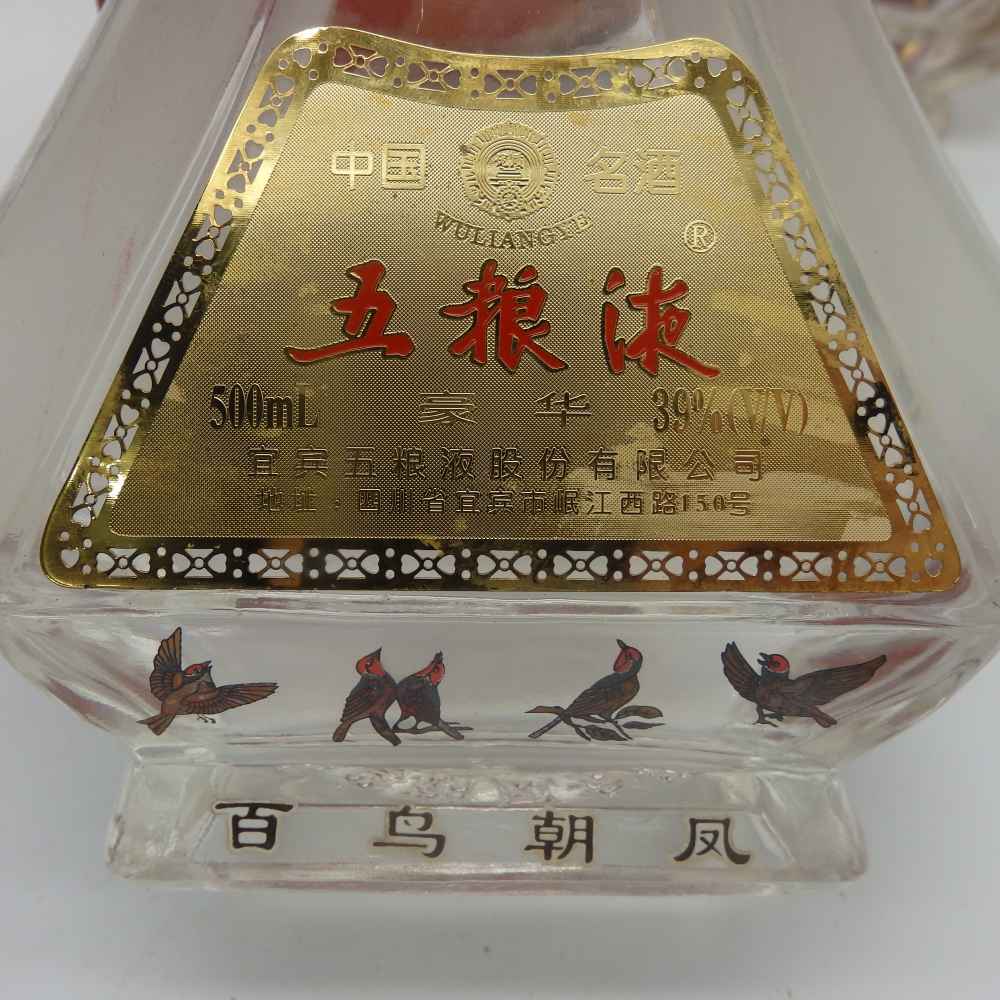 中国 名酒
WULIANGYE
®
五粮液
500mL 豪华 39%(V/V)
宜宾五粮液股份有限公司
地址:四川省宜宾市岷江西路150号
百鸟朝凤